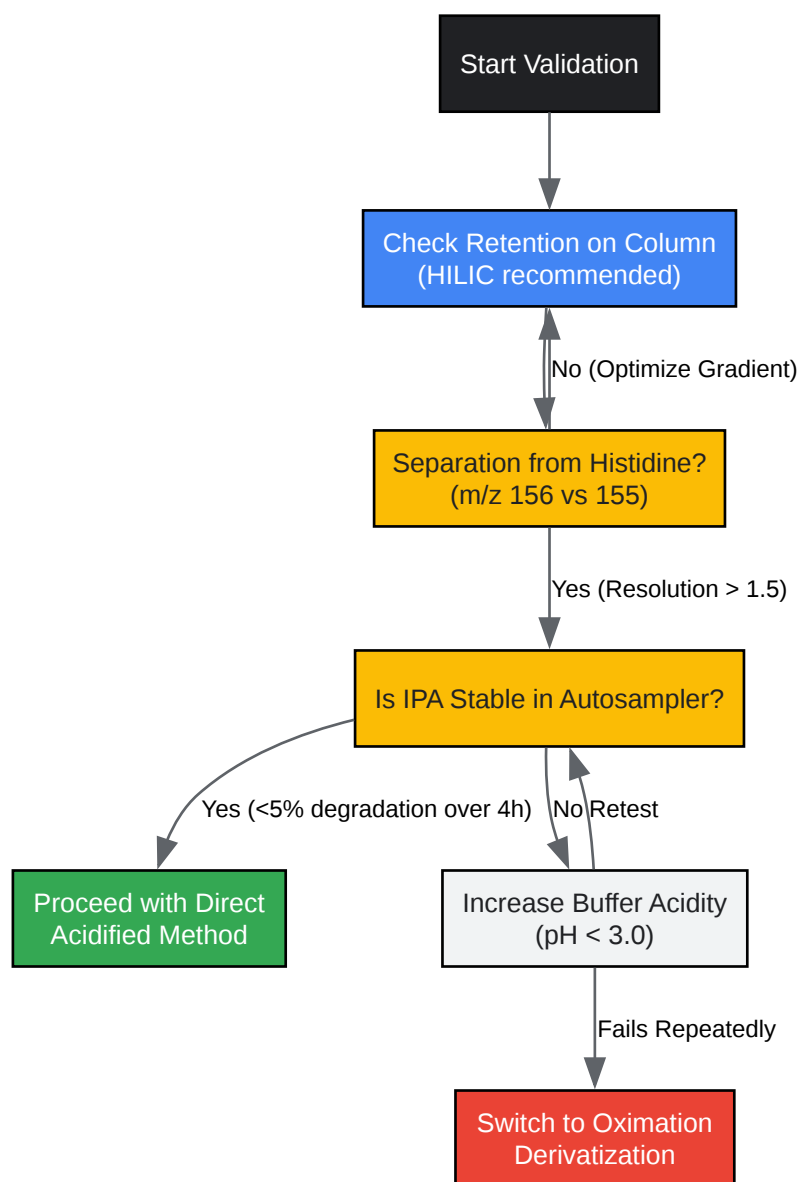 Start Validation
Check Retention on Column
(HILIC recommended)
No (Optimize Gradient)
Separation from Histidine?
(m/z 156 vs 155)
Yes (Resolution > 1.5)
Is IPA Stable in Autosampler?
Yes (<5% degradation over 4h)
No
Retest
Proceed with Direct
Acidified Method
Increase Buffer Acidity
(pH < 3.0)
Fails Repeatedly
Switch to Oximation
Derivatization